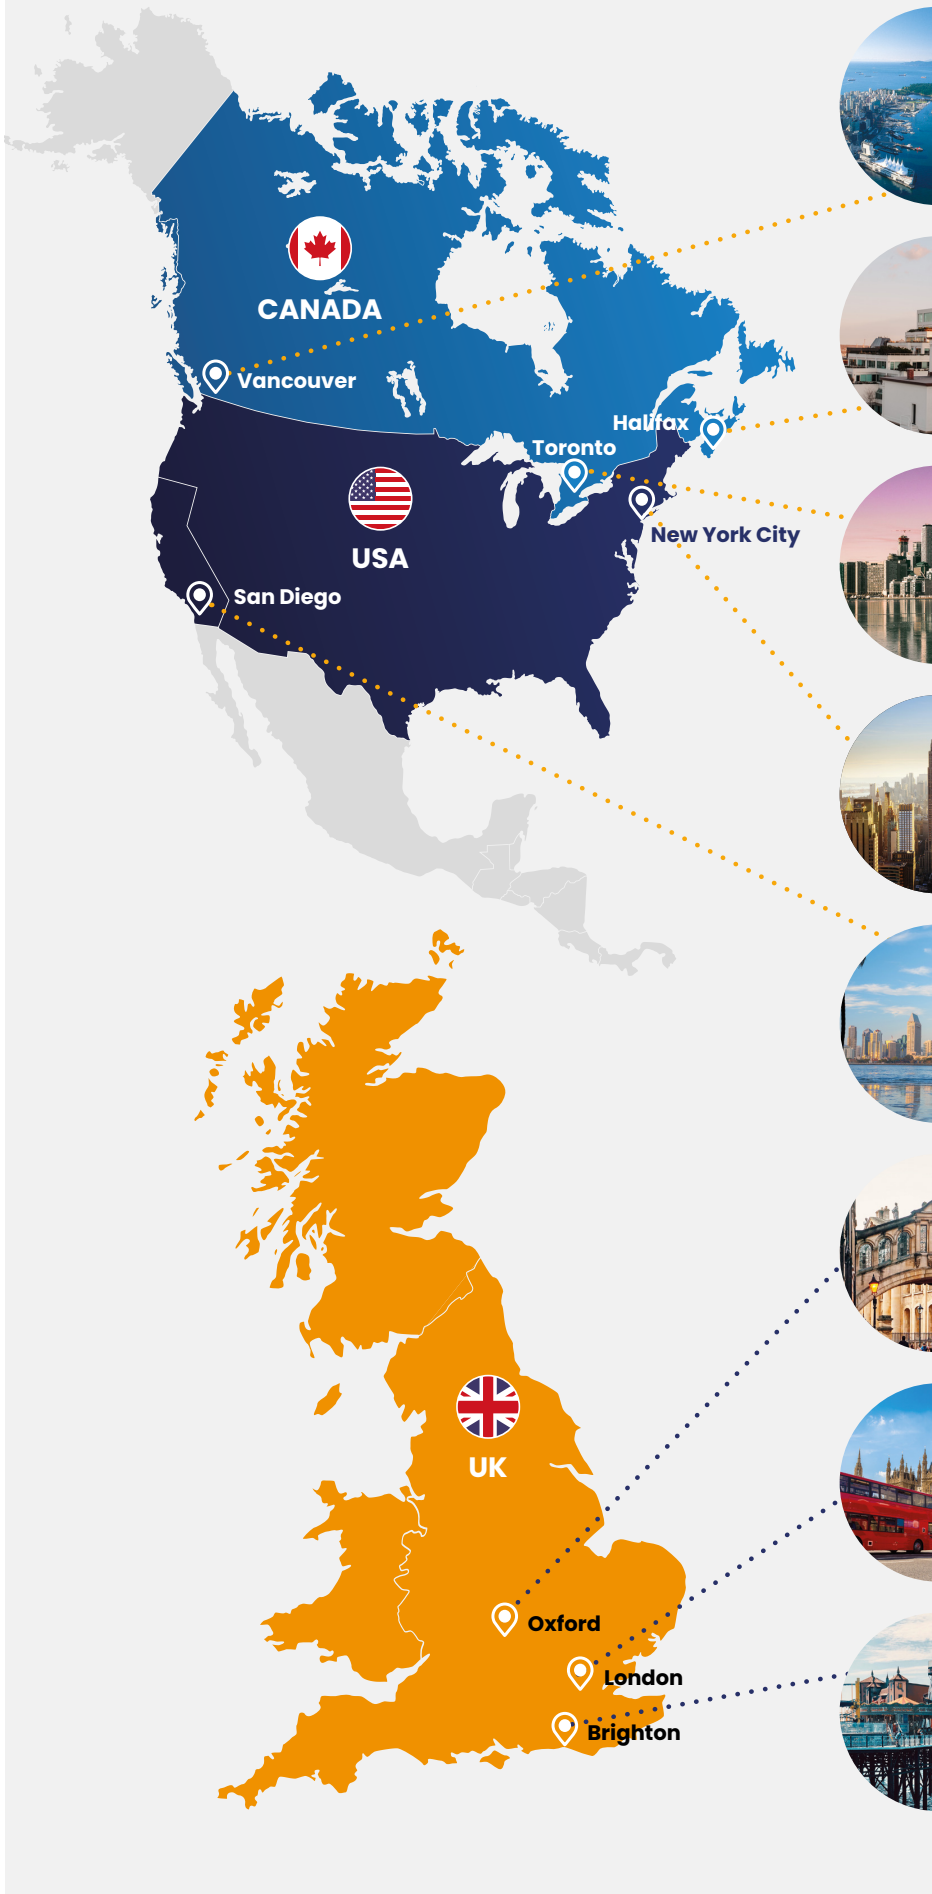 CANADA
Vancouver
Halifax
Toronto
USA
New York City
San Diego
UK
Oxford
London
Brighton